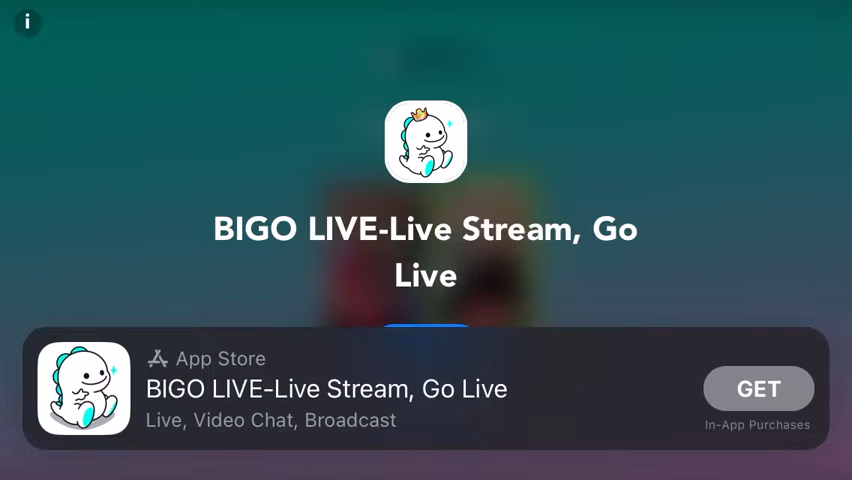 i
BIGO LIVE-Live Stream, Go
Live
App Store
BIGO LIVE-Live Stream, Go Live
Live, Video Chat, Broadcast
GET
In-App Purchases